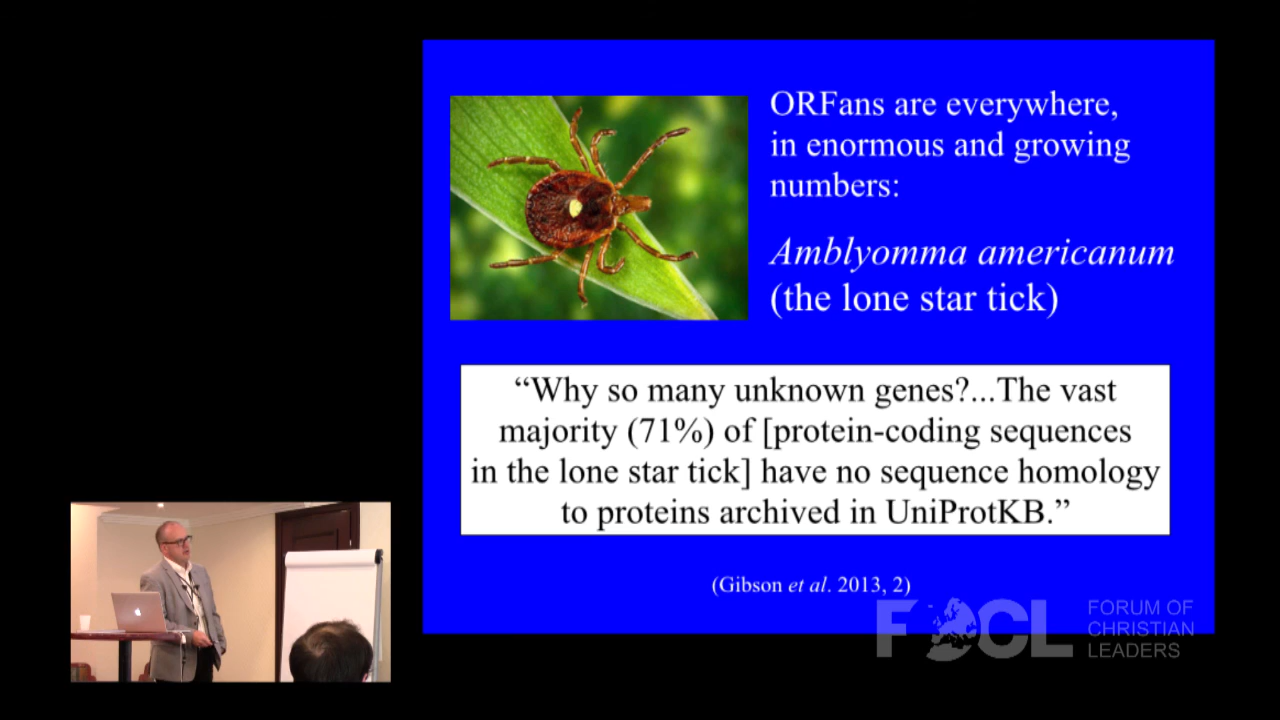 ORFans are everywhere,
in enormous and growing
numbers:
Amblyomma americanum
(the lone star tick)
“Why so many unknown genes?...The vast
majority (71%) of [protein-coding sequences
in the lone star tick] have no sequence homology
to proteins archived in UniProtKB.”
(Gibson et al. 2013, 2)
FOCL
FORUM OF
CHRISTIAN
LEADERS